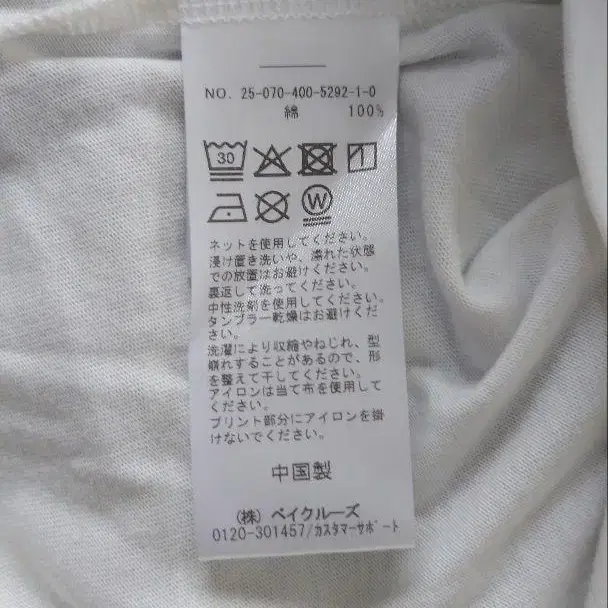 NO. 25-070-400-5292-1-0
綿 100%
30
W
ネットを使用してください。
浸け置き洗いや、濡れた状態
での放置はお避けください。
裏返して洗ってください。
中性洗剤を使用してください。
タンブラー乾燥はお避けくだ
さい。
洗濯により収縮やねじれ、型
崩れすることがあるので、形
を整えて干してください。
アイロンは当て布を使用して
ください。
プリント部分にアイロンを掛
けないでください。
中国製
(株) ベイクルーズ
0120-301457/カスタマーサポート